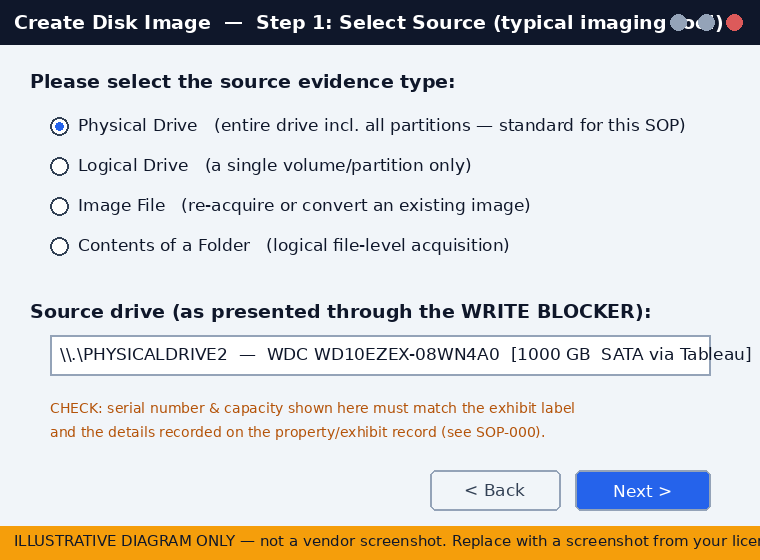 Create Disk Image — Step 1: Select Source (typical imaging
Please select the source evidence type:
Physical Drive (entire drive incl. all partitions — standard for this SOP)
Logical Drive (a single volume/partition only)
Image File (re-acquire or convert an existing image)
Contents of a Folder (logical file-level acquisition)
Source drive (as presented through the WRITE BLOCKER):
\\.\PHYSICALDRIVE2 — WDC WD10EZEX-08WN4A0 [1000 GB SATA via Tableau]
CHECK: serial number & capacity shown here must match the exhibit label
and the details recorded on the property/exhibit record (see SOP-000).
< Back
Next >
ILLUSTRATIVE DIAGRAM ONLY — not a vendor screenshot. Replace with a screenshot from your